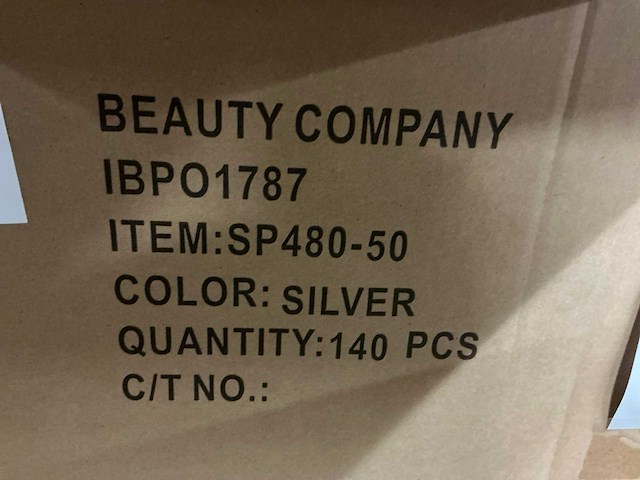 BEAUTY COMPANY
IBPO1787
ITEM:SP480-50
COLOR: SILVER
QUANTITY:140 PCS
C/T NO.: